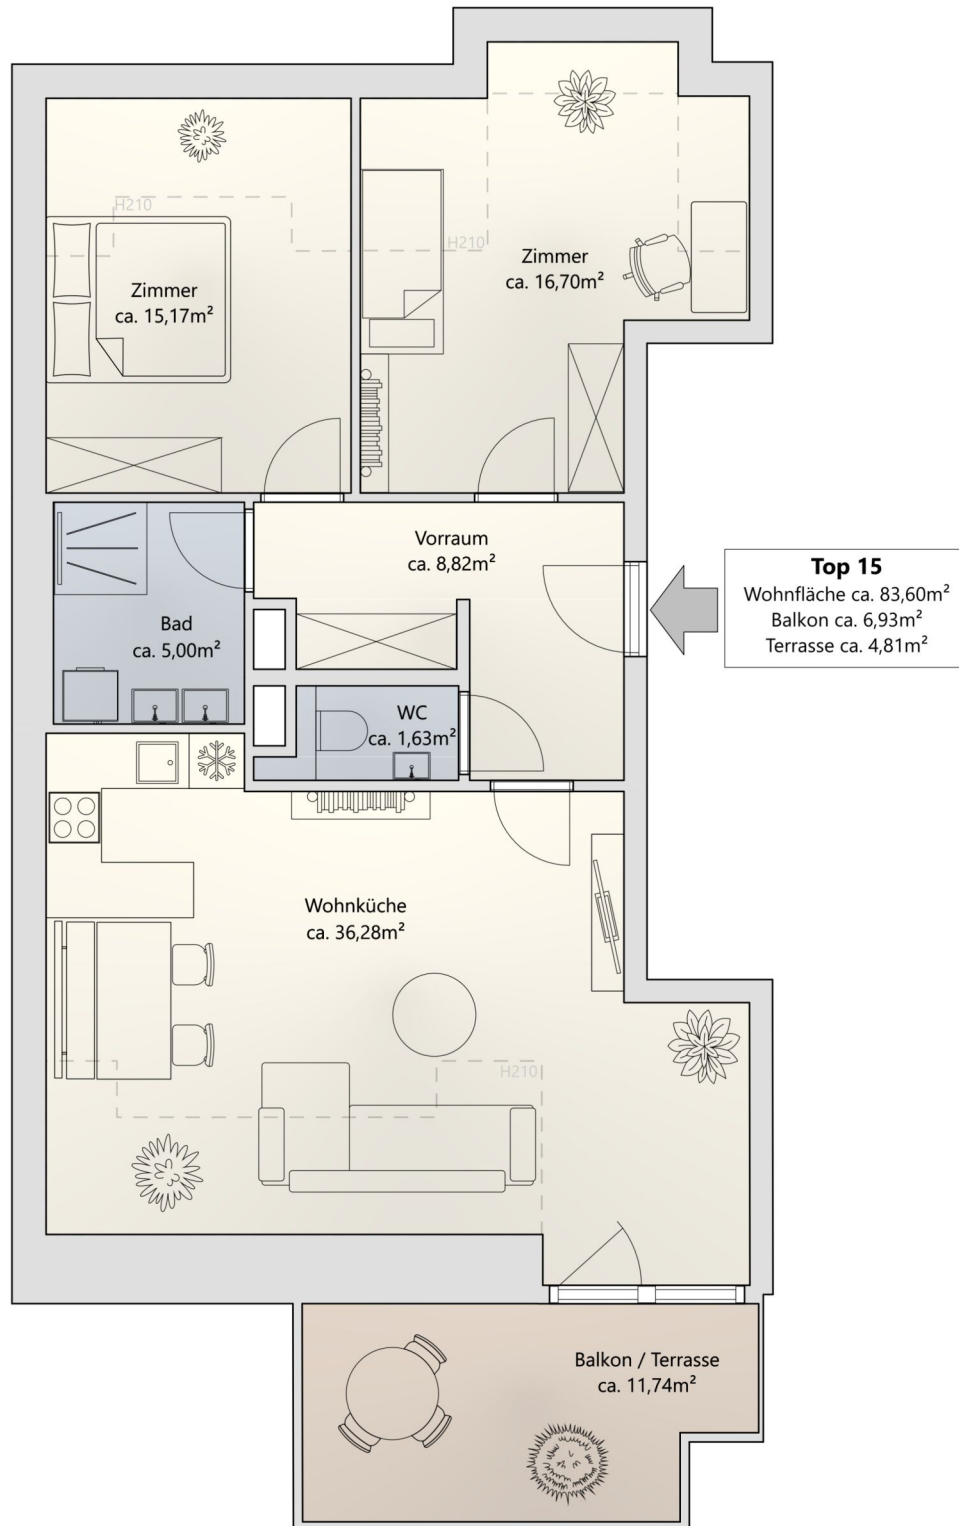 H210
H210
Zimmer
ca. 16,70m²
Zimmer
ca. 15,17m²
Vorraum
ca. 8,82m²
Top 15
Wohnfläche ca. 83,60m²
Balkon ca. 6,93m²
Terrasse ca. 4,81m²
Bad
ca. 5,00m²
WC
ca. 1,63m²
Wohnküche
ca. 36,28m²
H210
Balkon / Terrasse
ca. 11,74m²